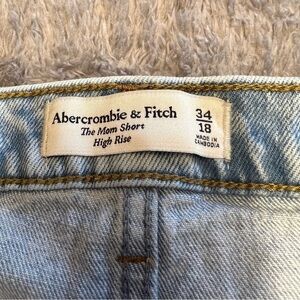 Abercrombie & Fitch
The Mom Short
High Rise
34
18
MADE IN
CAMBODIA